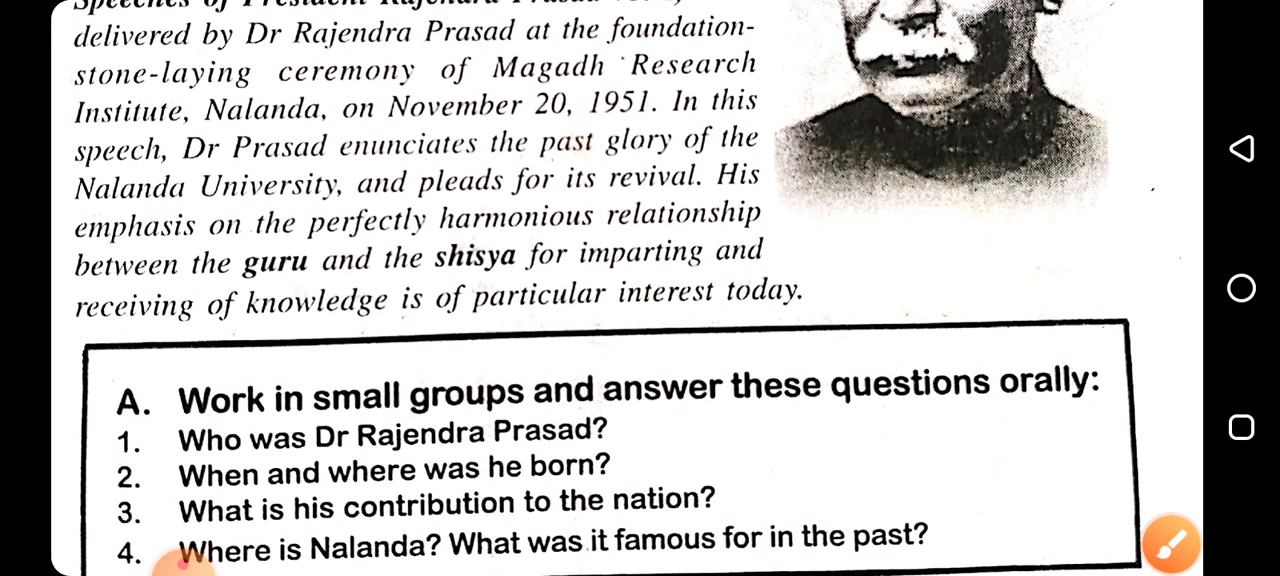 Speeches of President Rajendra Prasad
delivered by Dr Rajendra Prasad at the foundation-
stone-laying ceremony of Magadh Research
Institute, Nalanda, on November 20, 1951. In this
speech, Dr Prasad enunciates the past glory of the
Nalanda University, and pleads for its revival. His
emphasis on the perfectly harmonious relationship
between the guru and the shisya for imparting and
receiving of knowledge is of particular interest today.
A. Work in small groups and answer these questions orally:
1. Who was Dr Rajendra Prasad?
2. When and where was he born?
3. What is his contribution to the nation?
4. Where is Nalanda? What was it famous for in the past?